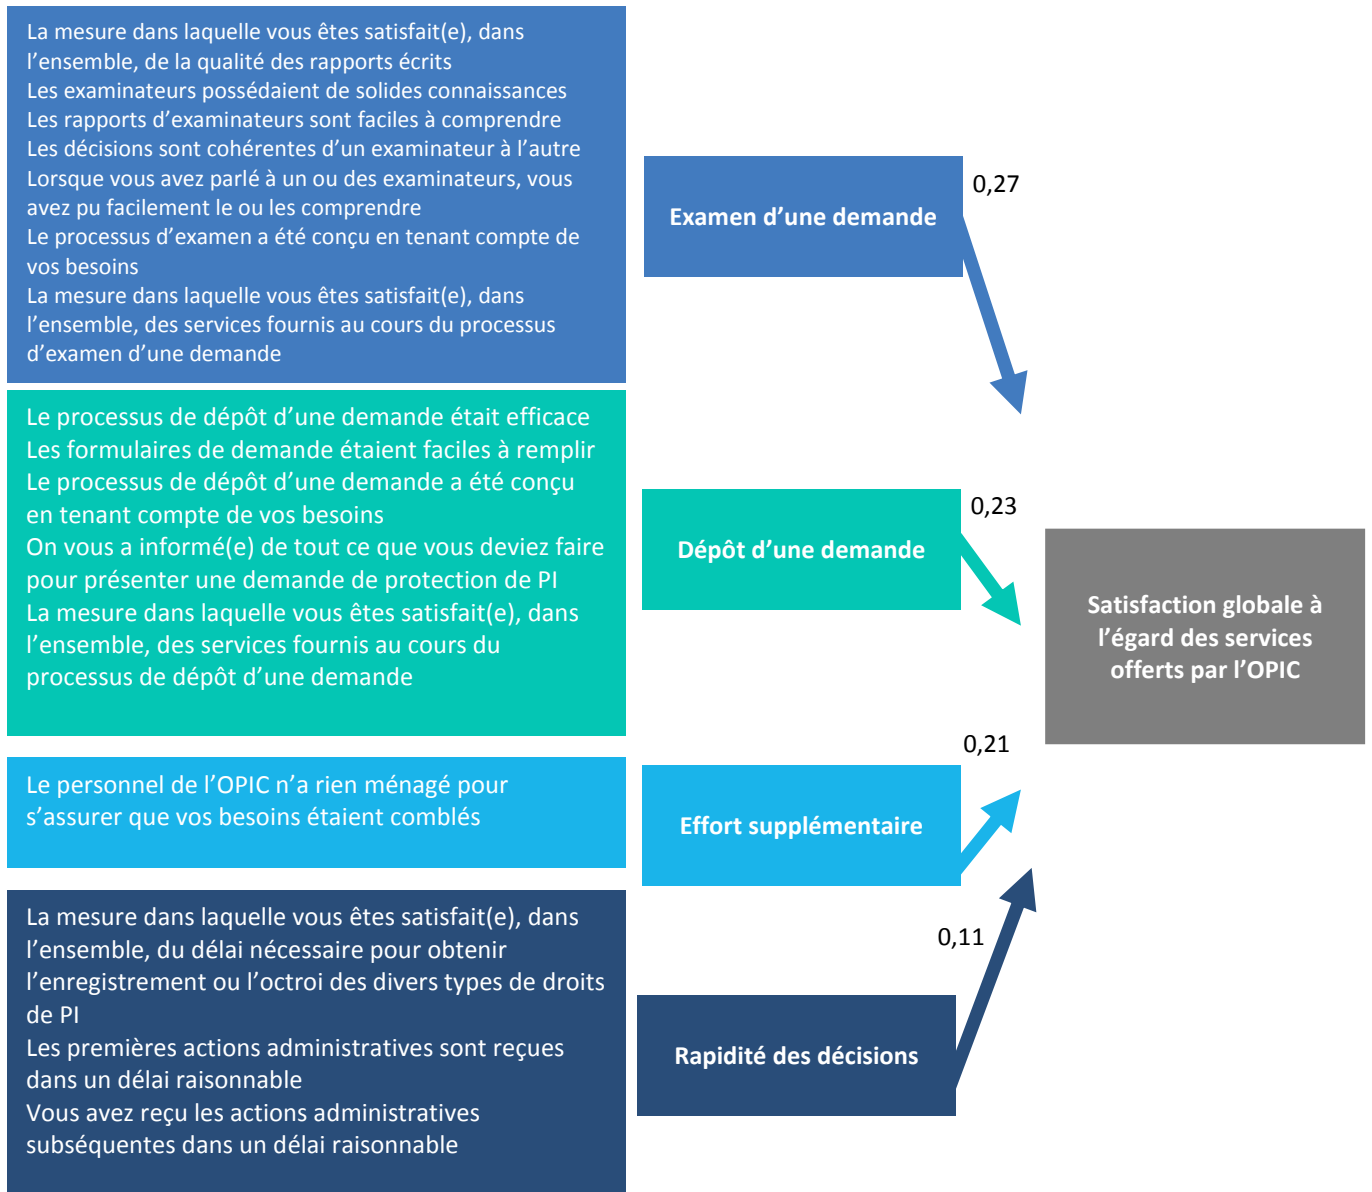 La mesure dans laquelle vous êtes satisfait(e), dans
l’ensemble, de la qualité des rapports écrits
Les examinateurs possédaient de solides connaissances
Les rapports d’examinateurs sont faciles à comprendre
Les décisions sont cohérentes d’un examinateur à l’autre
Lorsque vous avez parlé à un ou des examinateurs, vous
avez pu facilement le ou les comprendre
Le processus d’examen a été conçu en tenant compte de
vos besoins
La mesure dans laquelle vous êtes satisfait(e), dans
l’ensemble, des services fournis au cours du processus
d’examen d’une demande
Examen d’une demande
0,27
Le processus de dépôt d’une demande était efficace
Les formulaires de demande étaient faciles à remplir
Le processus de dépôt d’une demande a été conçu
en tenant compte de vos besoins
On vous a informé(e) de tout ce que vous deviez faire
pour présenter une demande de protection de PI
La mesure dans laquelle vous êtes satisfait(e), dans
l’ensemble, des services fournis au cours du
processus de dépôt d’une demande
Dépôt d’une demande
0,23
Satisfaction globale à
l’égard des services
offerts par l’OPIC
Le personnel de l’OPIC n’a rien ménagé pour
s’assurer que vos besoins étaient comblés
Effort supplémentaire
0,21
La mesure dans laquelle vous êtes satisfait(e), dans
l’ensemble, du délai nécessaire pour obtenir
l’enregistrement ou l’octroi des divers types de droits
de PI
Les premières actions administratives sont reçues
dans un délai raisonnable
Vous avez reçu les actions administratives
subséquentes dans un délai raisonnable
Rapidité des décisions
0,11